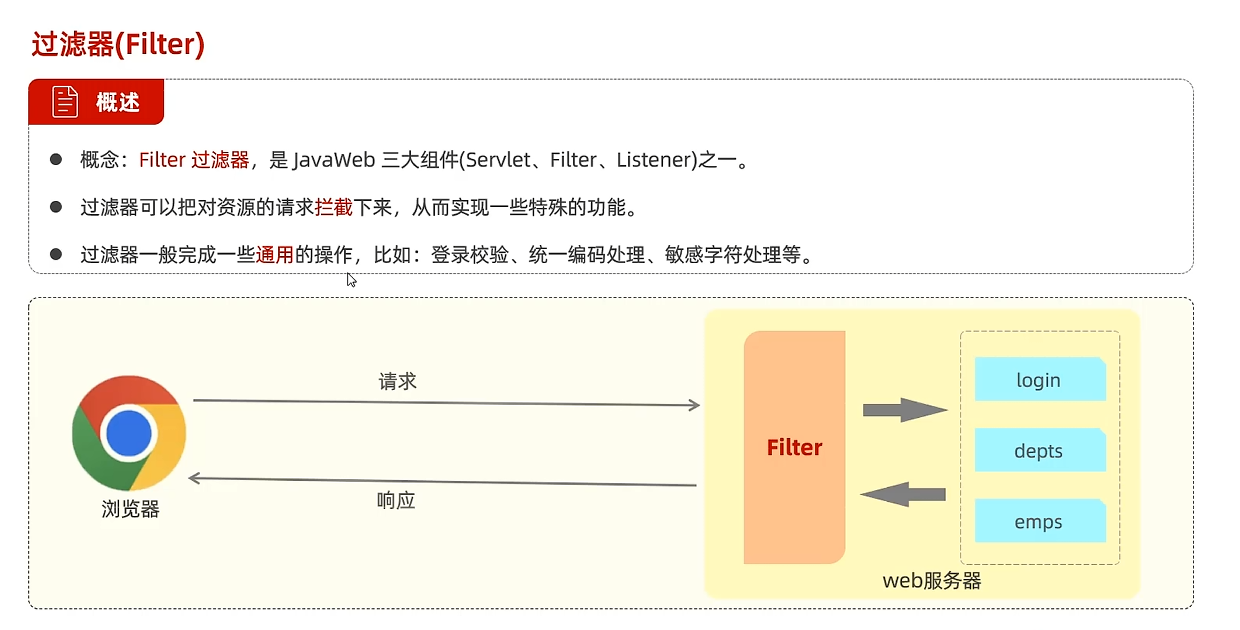 过滤器(Filter)
概述
概念：Filter 过滤器，是 JavaWeb 三大组件(Servlet、Filter、Listener)之一。
过滤器可以把对资源的请求拦截下来，从而实现一些特殊的功能。
过滤器一般完成一些通用的操作，比如：登录校验、统一编码处理、敏感字符处理等。
请求
响应
浏览器
Filter
login
depts
emps
web服务器